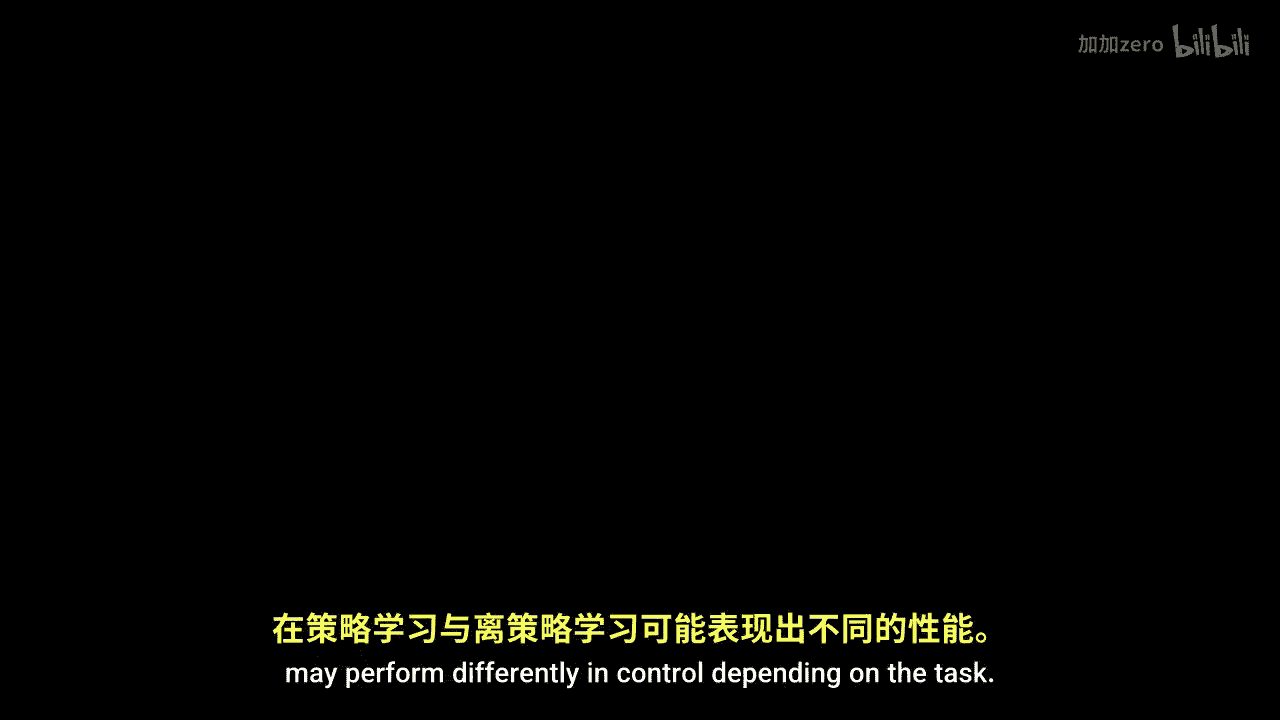 加加zero bilibili
在策略学习与离策略学习可能表现出不同的性能。
may perform differently in control depending on the task.